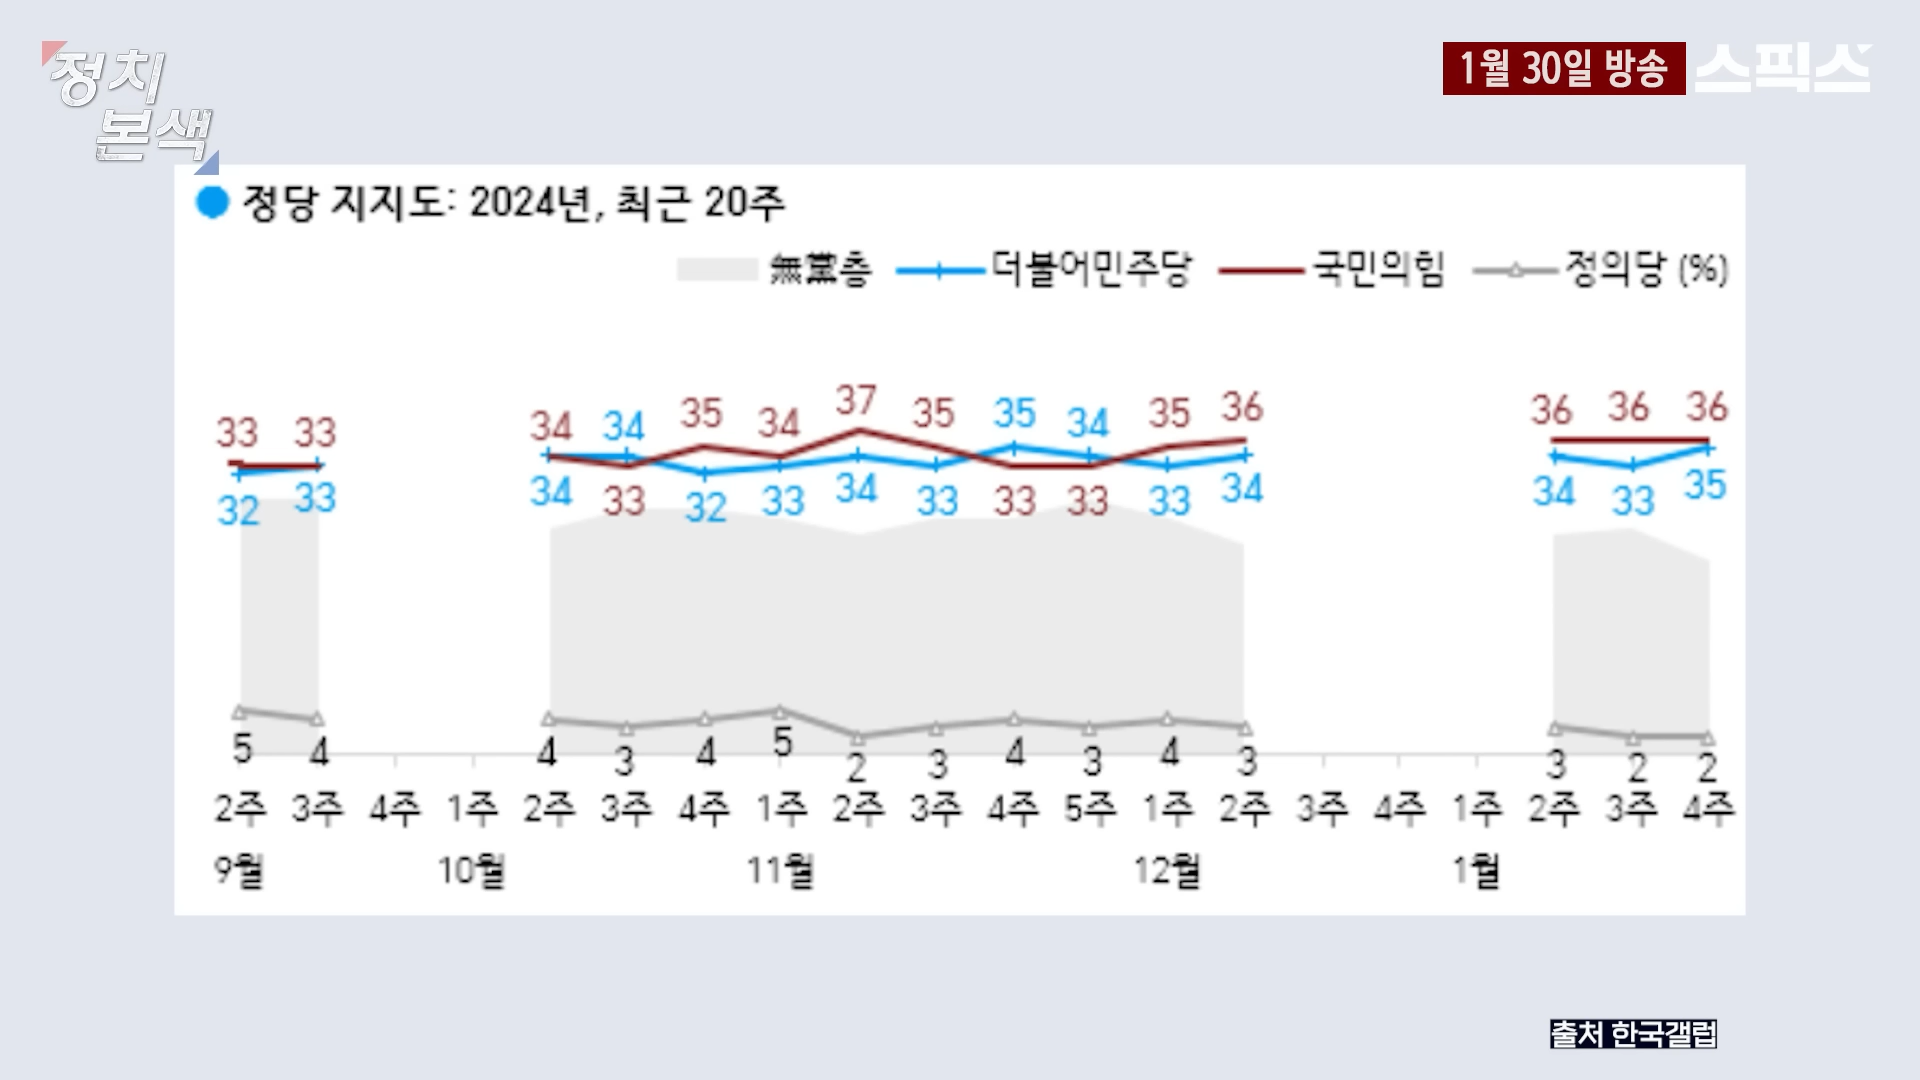 정치
본색
1월 30일 방송 스픽스
정당 지지도: 2024년, 최근 20주
無黨층 더불어민주당 국민의힘 정의당 (%)
33 33 34 34 35 34 37 35 35 34 35 36 36 36 36
32 33 34 33 32 33 34 33 33 33 33 34 34 33 35
5 4 4 3 4 5 2 3 4 3 4 3 3 2 2
2주 3주 4주 1주 2주 3주 4주 1주 2주 3주 4주 5주 1주 2주 3주 4주 1주 2주 3주 4주
9월 10월 11월 12월 1월
출처 한국갤럽